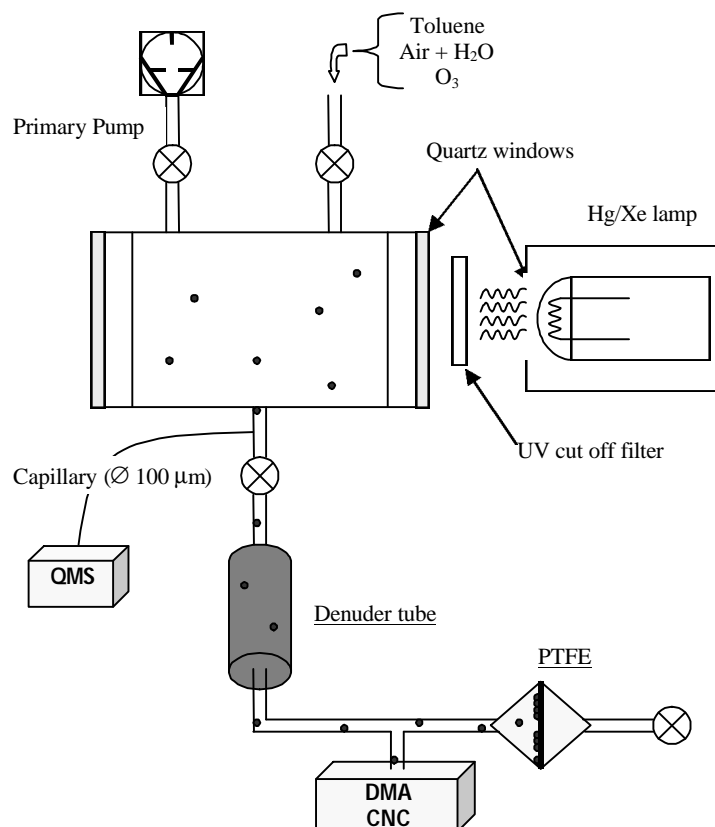 Toluene
Air + H₂O
O₃
Primary Pump
Quartz windows
Hg/Xe lamp
UV cut off filter
Capillary (∅ 100 μm)
QMS
Denuder tube
PTFE
DMA
CNC